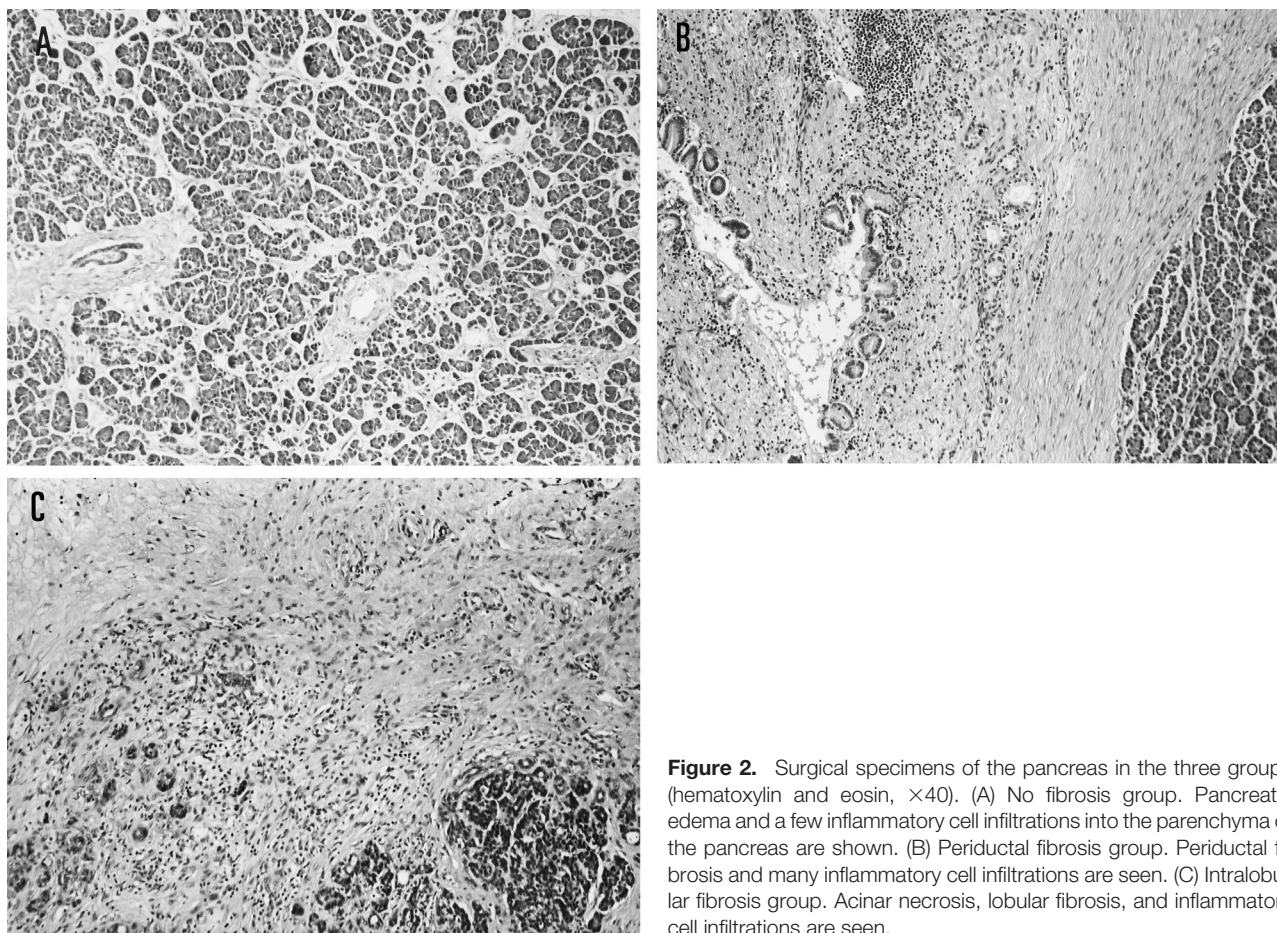 A
B
C
Figure 2. Surgical specimens of the pancreas in the three group
(hematoxylin and eosin, ×40). (A) No fibrosis group. Pancreat
edema and a few inflammatory cell infiltrations into the parenchyma
the pancreas are shown. (B) Periductal fibrosis group. Periductal f
brosis and many inflammatory cell infiltrations are seen. (C) Intralobu
lar fibrosis group. Acinar necrosis, lobular fibrosis, and inflammator
cell infiltrations are seen.